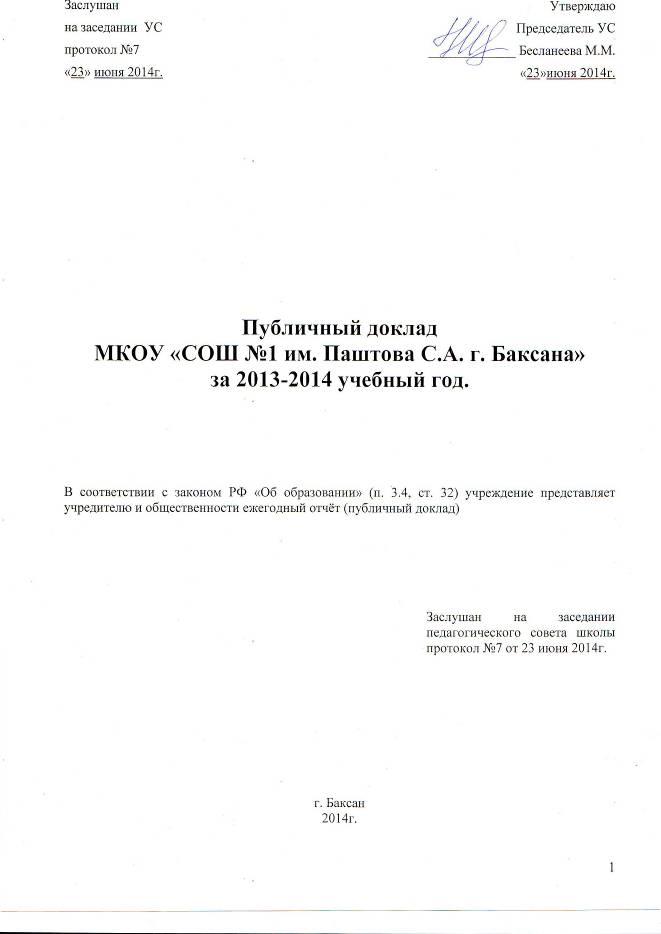 Заслушан
на заседании УС
протокол №7
«23» июня 2014г.
Утверждаю
Председатель УС
Бесланеева М.М.
«23»июня 2014г.
Публичный доклад
МКОУ «СОШ №1 им. Паштова С.А. г. Баксана»
за 2013-2014 учебный год.
В соответствии с законом РФ «Об образовании» (п. 3.4, ст. 32) учреждение представляет
учредителю и общественности ежегодный отчёт (публичный доклад)
Заслушан на заседании
педагогического совета школы
протокол №7 от 23 июня 2014г.
г. Баксан
2014г.
1